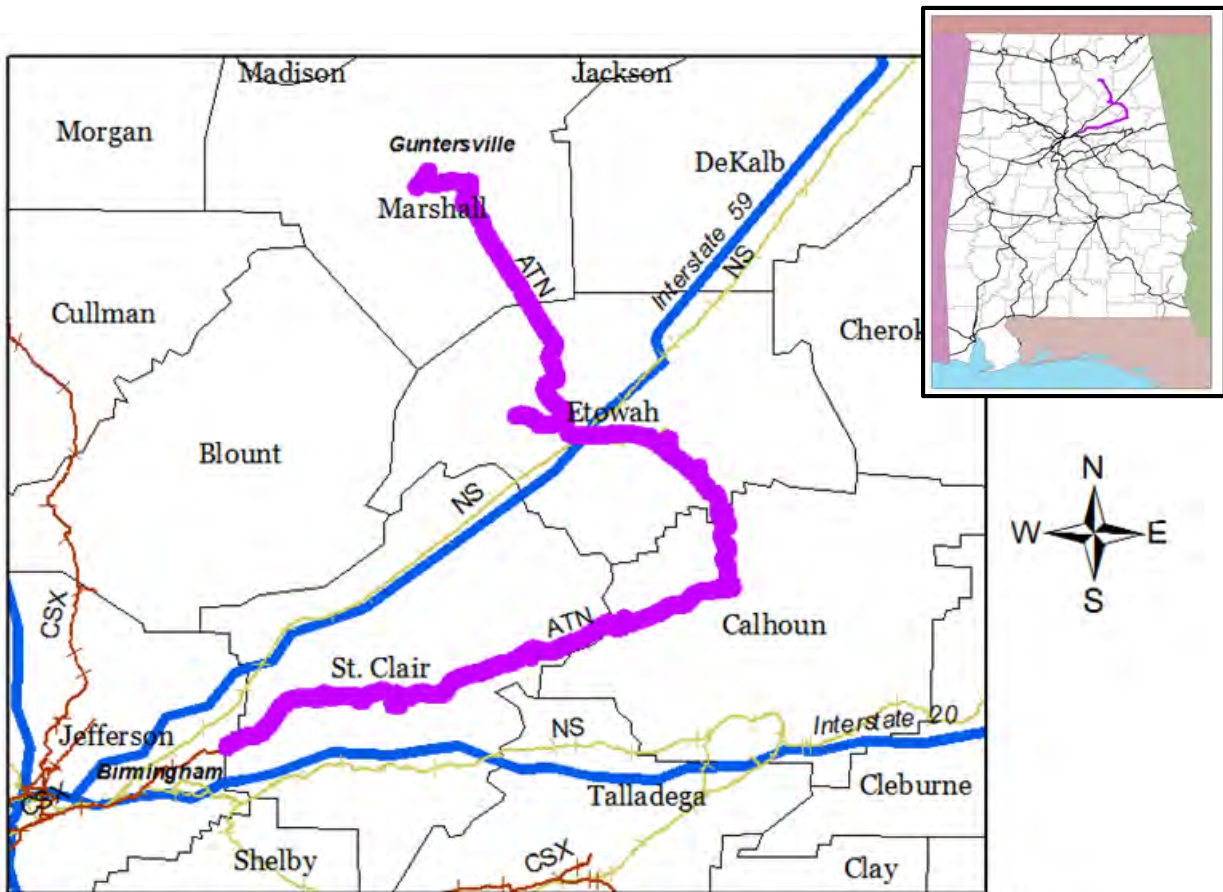 Madison
Jackson
Morgan
Guntersville
DeKalb
Marshall
Interstate 59
ATN
NS
Cullman
Cherok
Etowah
Blount
NS
N
W
E
S
CSX
ATN
Calhoun
St. Clair
Interstate 20
Jefferson
NS
Birmingham
Cleburne
CSX
Talladega
Shelby
CSX
Clay